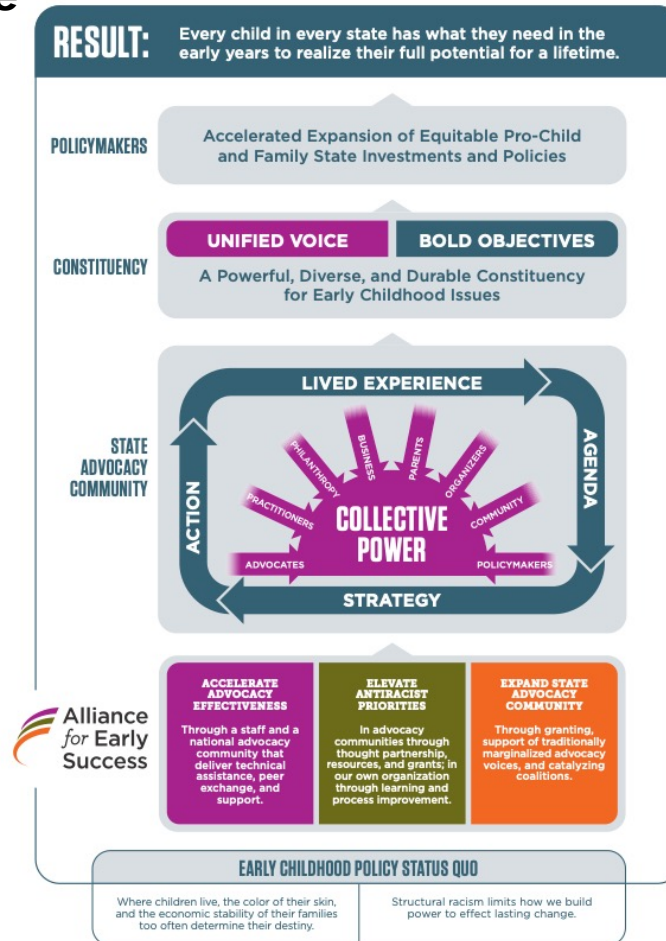 RESULT:
Every child in every state has what they need in the
early years to realize their full potential for a lifetime.
POLICYMAKERS
Accelerated Expansion of Equitable Pro-Child
and Family State Investments and Policies
CONSTITUENCY
UNIFIED VOICE
BOLD OBJECTIVES
A Powerful, Diverse, and Durable Constituency
for Early Childhood Issues
STATE
ADVOCACY
COMMUNITY
LIVED EXPERIENCE
AGENDA
STRATEGY
ACTION
ADVOCATES
PRACTITIONERS
PHILANTHROPY
BUSINESS
PARENTS
ORGANIZERS
COMMUNITY
POLICYMAKERS
COLLECTIVE
POWER
Alliance
for Early
Success
ACCELERATE
ADVOCACY
EFFECTIVENESS
Through a staff and a
national advocacy
community that
deliver technical
assistance, peer
exchange, and
support.
ELEVATE
ANTIRACIST
PRIORITIES
In advocacy
communities through
thought partnership,
resources, and grants; in
our own organization
through learning and
process improvement.
EXPAND STATE
ADVOCACY
COMMUNITY
Through granting,
support of traditionally
marginalized advocacy
voices, and catalyzing
coalitions.
EARLY CHILDHOOD POLICY STATUS QUO
Where children live, the color of their skin,
and the economic stability of their families
too often determine their destiny.
Structural racism limits how we build
power to effect lasting change.